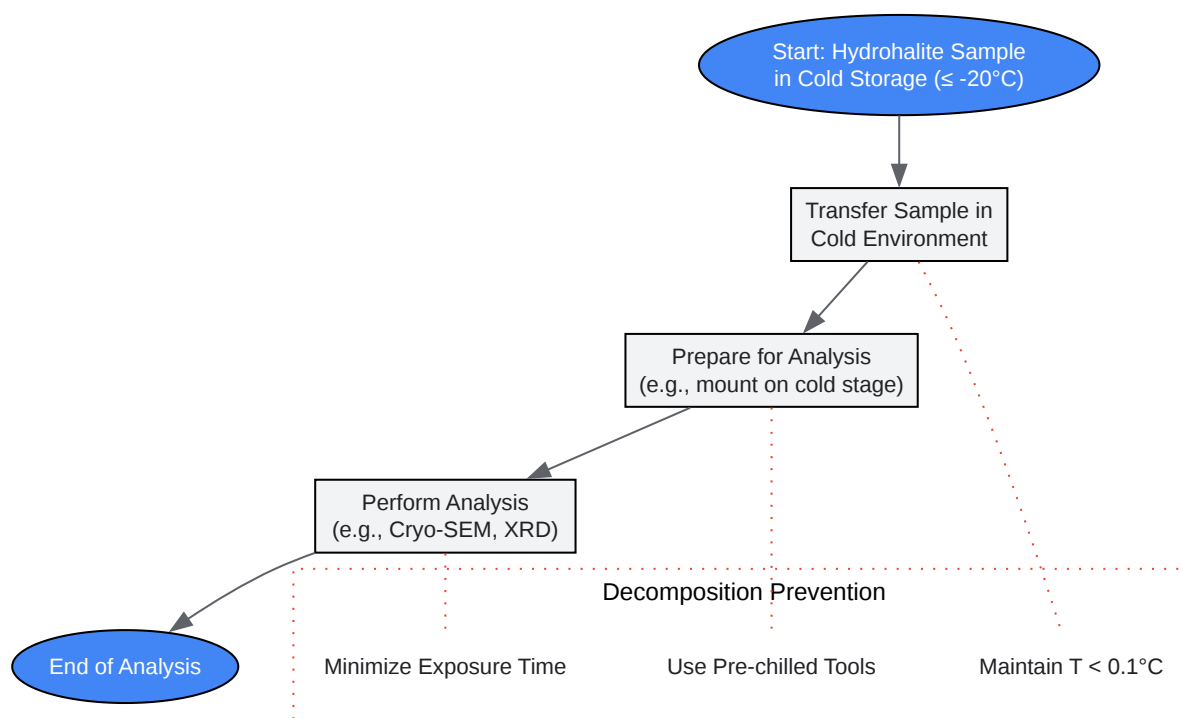 Start: Hydrohalite Sample
in Cold Storage (≤ -20°C)
Transfer Sample in
Cold Environment
Prepare for Analysis
(e.g., mount on cold stage)
Perform Analysis
(e.g., Cryo-SEM, XRD)
Decomposition Prevention
End of Analysis
Minimize Exposure Time
Use Pre-chilled Tools
Maintain T < 0.1°C